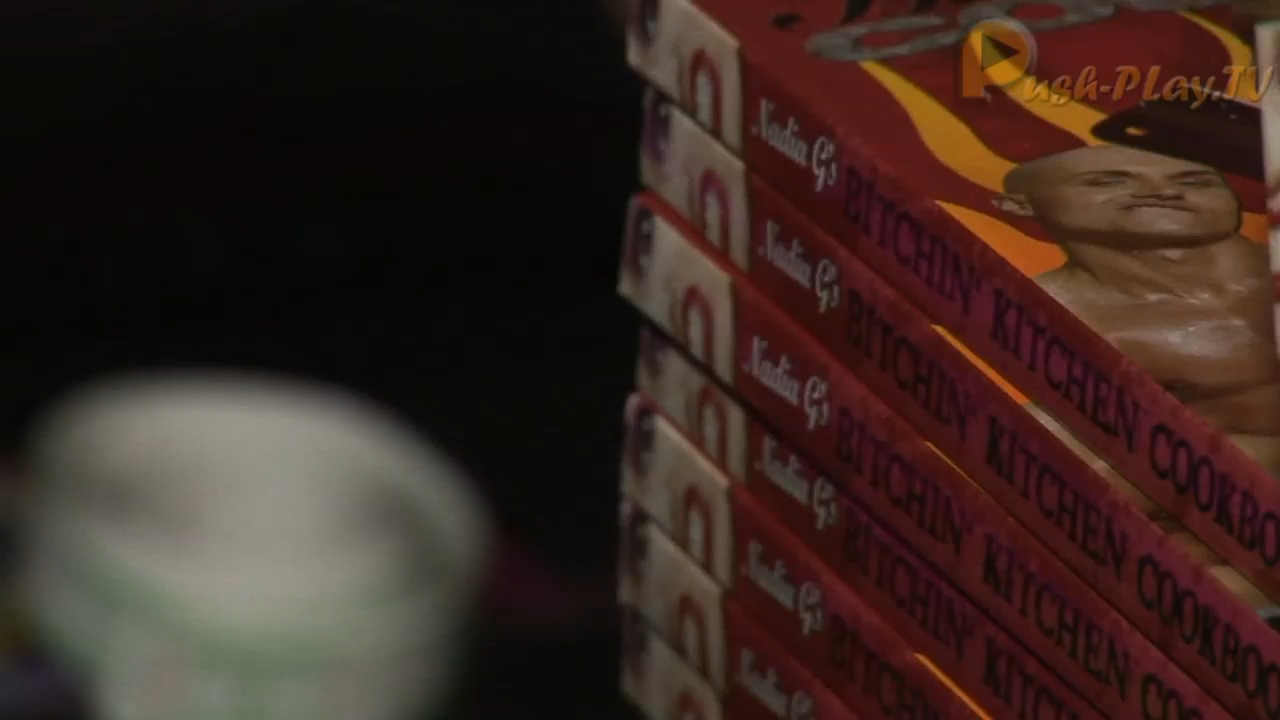 Push-PLay.TV
Nadia G's BITCHIN' KITCHEN COOKBO
Nadia G's BITCHIN' KITCHEN COOKBO
Nadia G's BITCHIN' KITCHEN COOKBO
Nadia G's BITCHIN' KITCHEN COO
Nadia G's BITCHIN'
Nadia G's